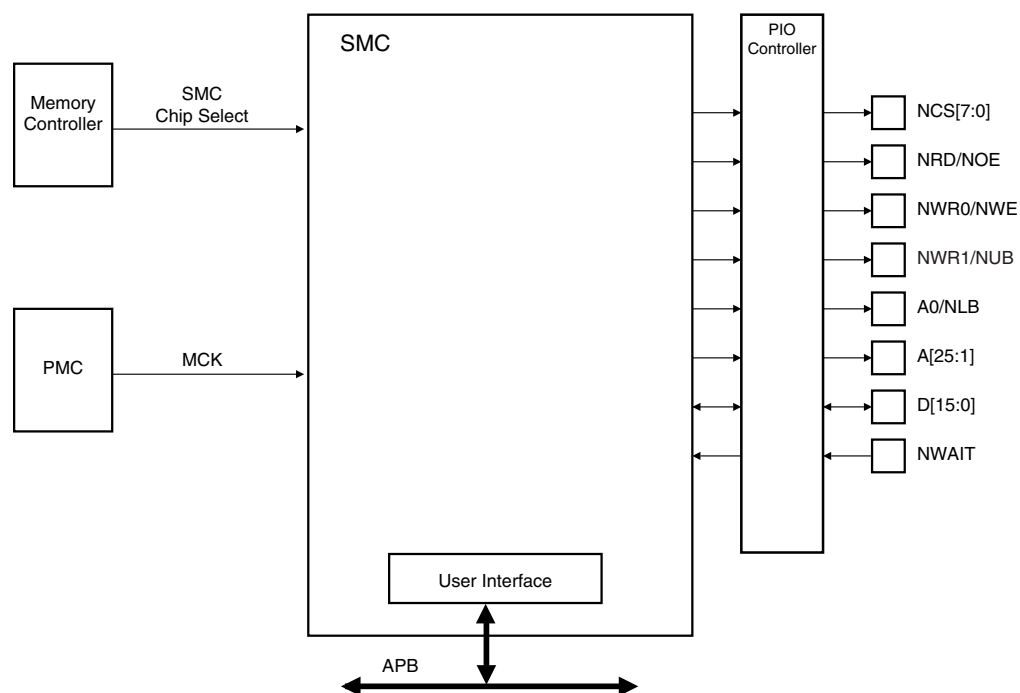 SMC
PIO
Controller
Memory
Controller
SMC
Chip Select
NCS[7:0]
NRD/NOE
NWR0/NWE
NWR1/NUB
A0/NLB
PMC
MCK
A[25:1]
D[15:0]
NWAIT
User Interface
APB